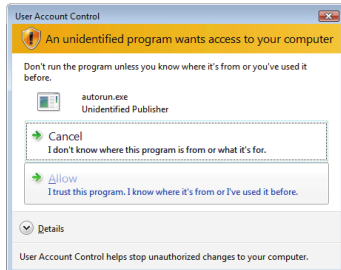 User Account Control
An unidentified program wants access to your computer
Don't run the program unless you know where it's from or you've used it
before.
autorun.exe
Unidentified Publisher
Cancel
I don't know where this program is from or what it's for.
Allow
I trust this program. I know where it's from or I've used it before.
Details
User Account Control helps stop unauthorized changes to your computer.